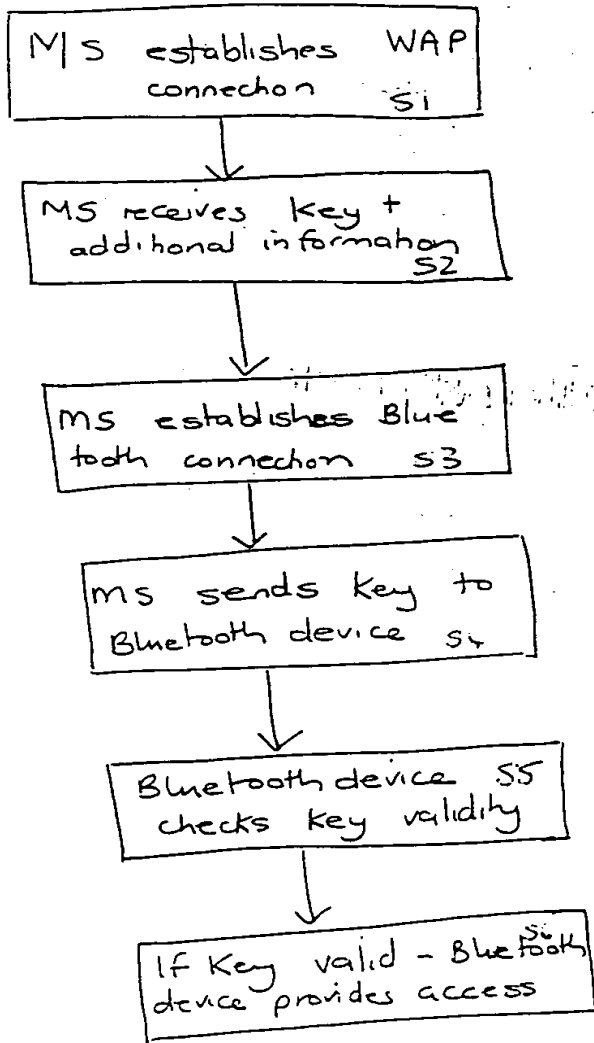 M/S establishes WAP
connection S1
MS receives Key +
additional information
S2
MS establishes Blue
tooth connection S3
MS sends Key to
Bluetooth device S4
Bluetooth device S5
checks Key validity
S6
If Key valid - Bluetooth
device provides access